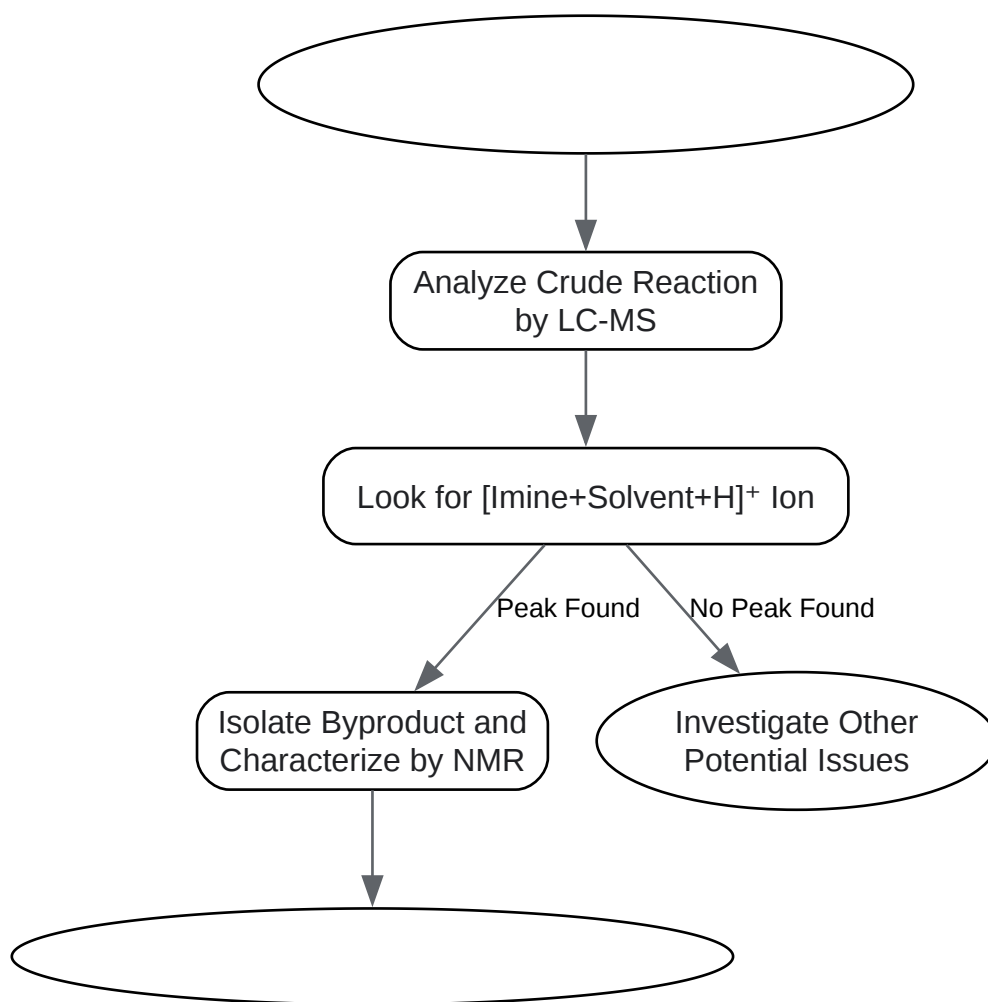 Analyze Crude Reaction
by LC-MS
Look for [Imine+Solvent+H]⁺ Ion
Peak Found
No Peak Found
Isolate Byproduct and
Characterize by NMR
Investigate Other
Potential Issues